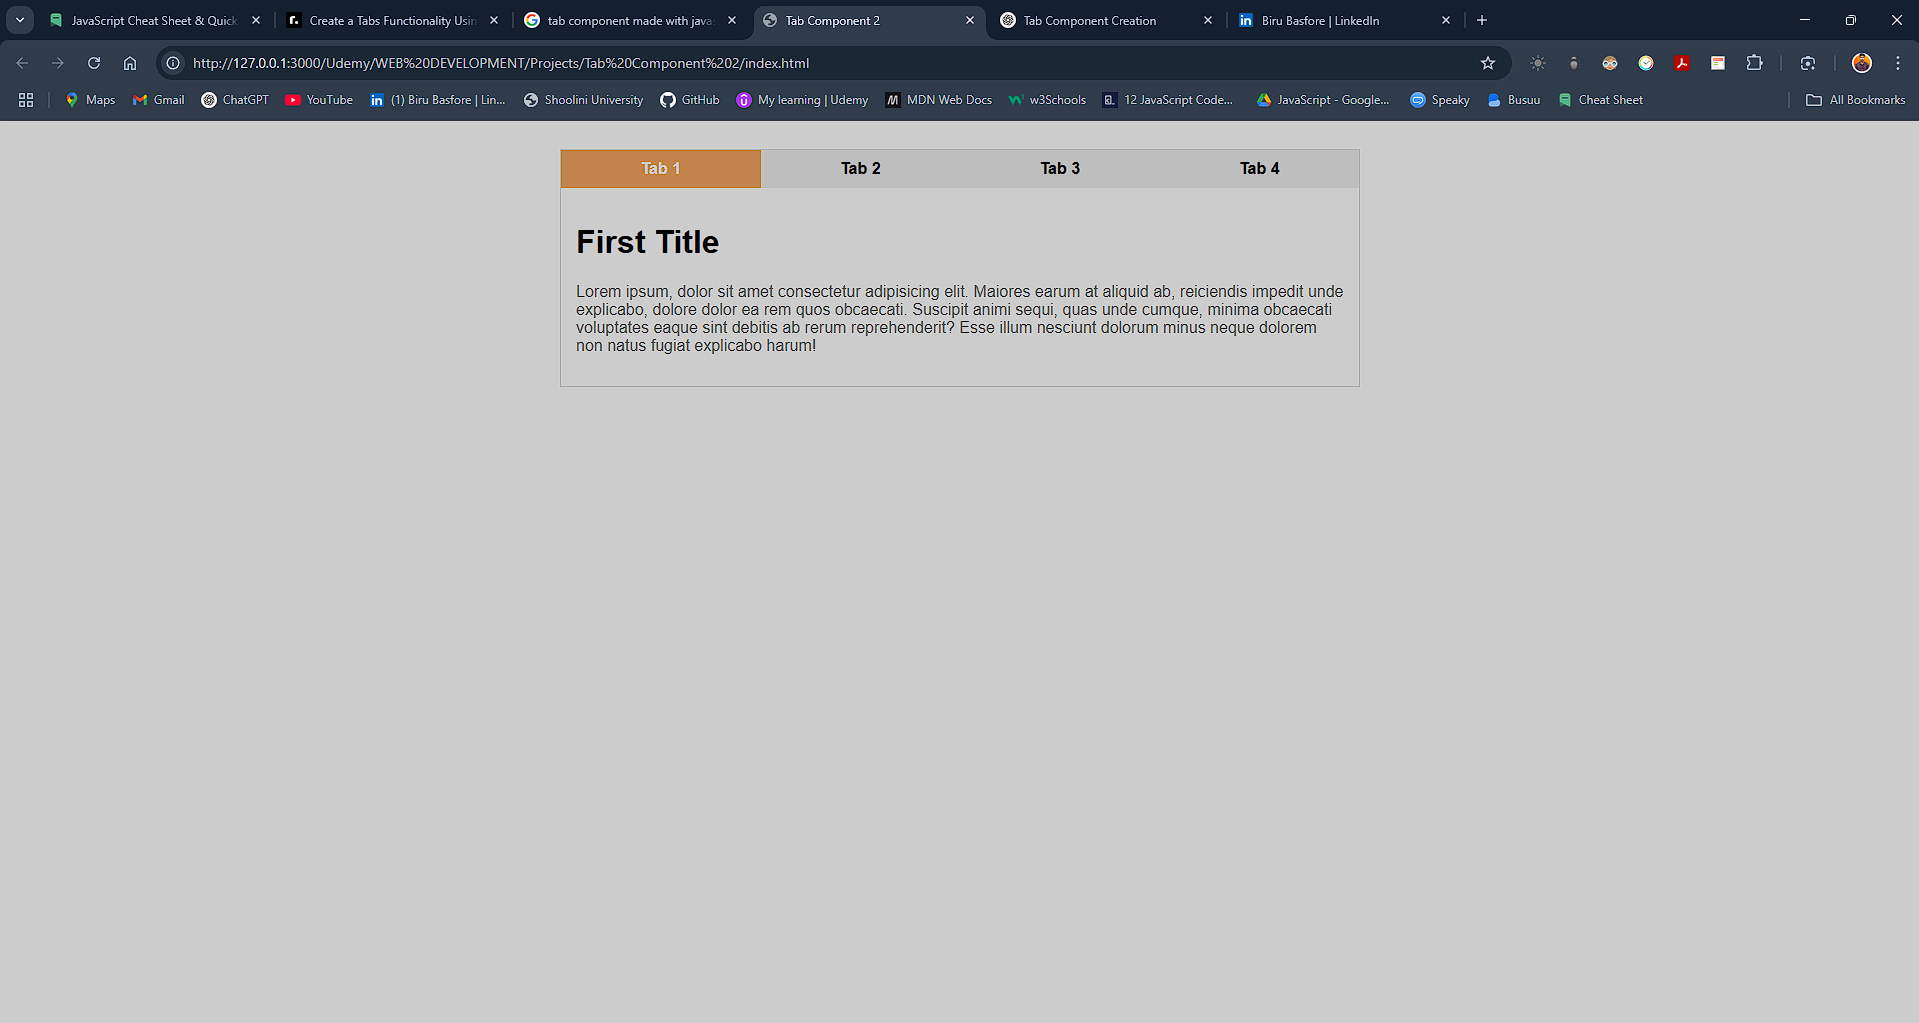 JavaScript Cheat Sheet & Quick
Create a Tabs Functionality Usin
tab component made with javas
Tab Component 2
Tab Component Creation
Biru Basfore | LinkedIn
http://127.0.0.1:3000/Udemy/WEB%20DEVELOPMENT/Projects/Tab%20Component%202/index.html
Maps
Gmail
ChatGPT
YouTube
(1) Biru Basfore | Lin...
Shoolini University
GitHub
My learning | Udemy
MDN Web Docs
w3Schools
12 JavaScript Code...
JavaScript - Google...
Speaky
Busuu
Cheat Sheet
All Bookmarks
Tab 1
Tab 2
Tab 3
Tab 4
First Title
Lorem ipsum, dolor sit amet consectetur adipisicing elit. Maiores earum at aliquid ab, reiciendis impedit unde
explicabo, dolore dolor ea rem quos obcaecati. Suscipit animi sequi, quas unde cumque, minima obcaecati
voluptates eaque sint debitis ab rerum reprehenderit? Esse illum nesciunt dolorum minus neque dolorem
non natus fugiat explicabo harum!